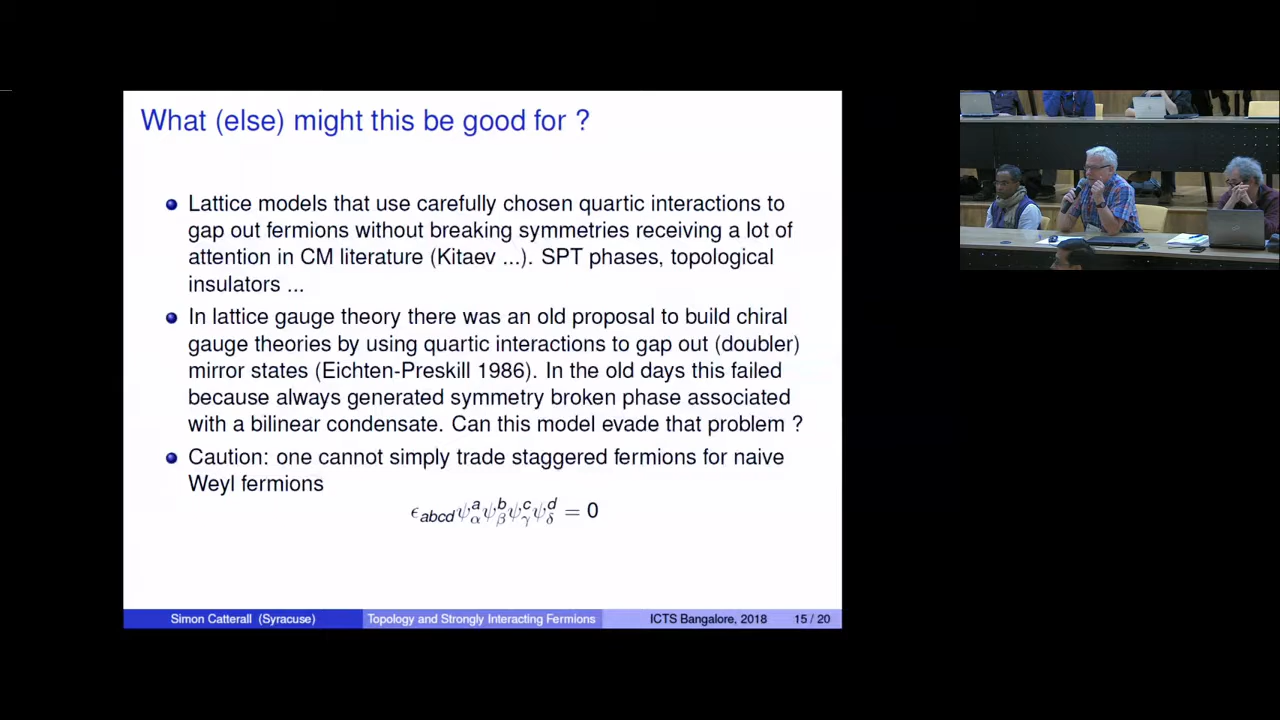 What (else) might this be good for ?
Lattice models that use carefully chosen quartic interactions to
gap out fermions without breaking symmetries receiving a lot of
attention in CM literature (Kitaev ...). SPT phases, topological
insulators ...
In lattice gauge theory there was an old proposal to build chiral
gauge theories by using quartic interactions to gap out (doubler)
mirror states (Eichten-Preskill 1986). In the old days this failed
because always generated symmetry broken phase associated
with a bilinear condensate. Can this model evade that problem ?
Caution: one cannot simply trade staggered fermions for naive
Weyl fermions
ϵ_{abcd}ψ^a_αψ^b_βψ^c_γψ^d_δ = 0
Simon Catterall (Syracuse) Topology and Strongly Interacting Fermions ICTS Bangalore, 2018 15 / 20